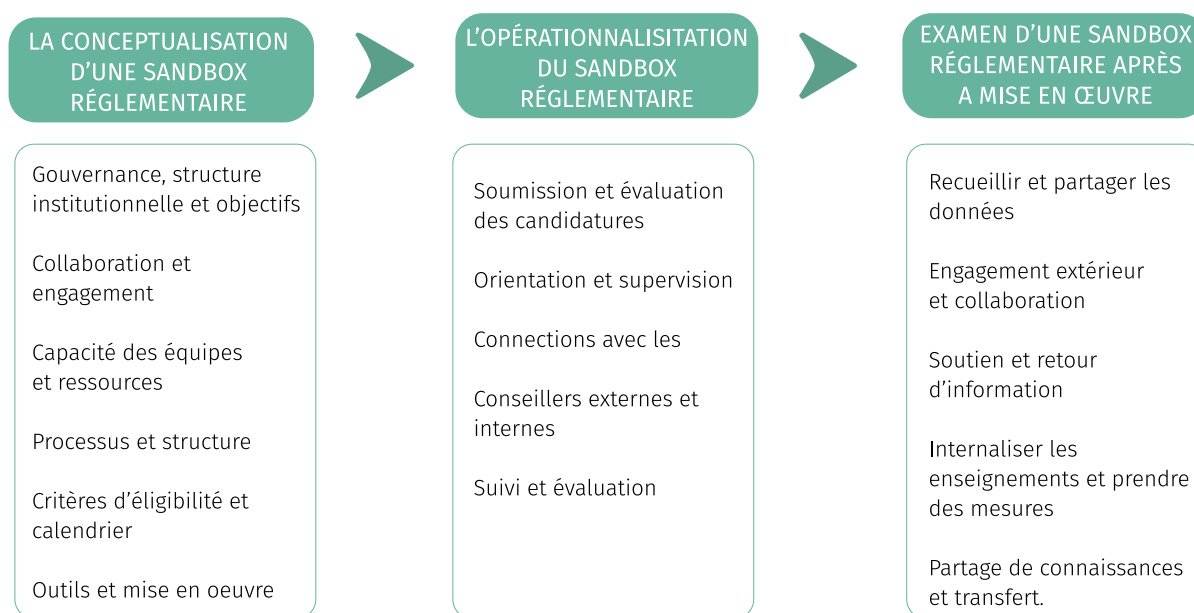 LA CONCEPTUALISATION
D'UNE SANDBOX
RÉGLEMENTAIRE
Gouvernance, structure
institutionnelle et objectifs
Collaboration et
engagement
Capacité des équipes
et ressources
Processus et structure
Critères d'éligibilité et
calendrier
Outils et mise en oeuvre
L'OPÉRATIONNALISITATION
DU SANDBOX
RÉGLEMENTAIRE
Soumission et évaluation
des candidatures
Orientation et supervision
Connections avec les
Conseillers externes et
internes
Suivi et évaluation
EXAMEN D'UNE SANDBOX
RÉGLEMENTAIRE APRÈS
A MISE EN ŒUVRE
Recueillir et partager les
données
Engagement extérieur
et collaboration
Soutien et retour
d'information
Internaliser les
enseignements et prendre
des mesures
Partage de connaissances
et transfert.